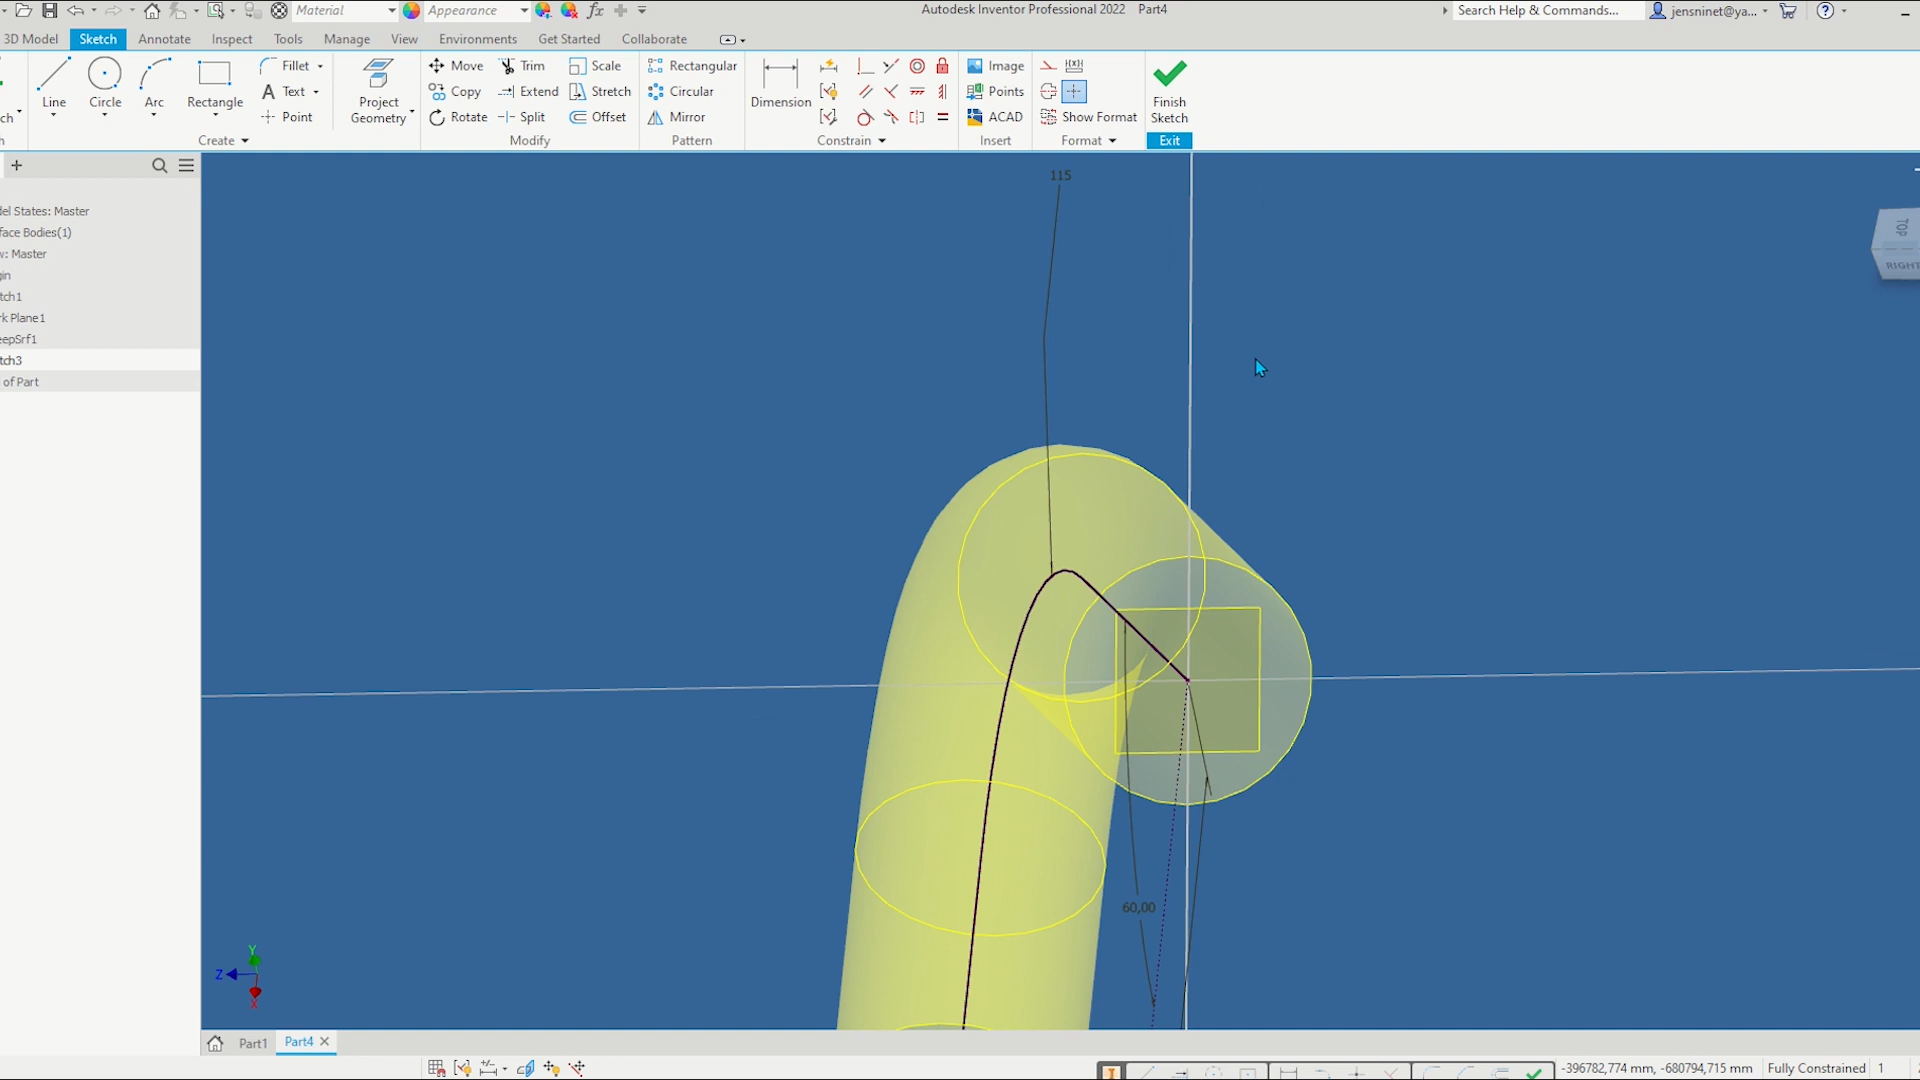 Material Appearance fx Autodesk Inventor Professional 2022 Part4 Search Help & Commands... jensninet@ya...
3D Model Sketch Annotate Inspect Tools Manage View Environments Get Started Collaborate
Line Circle Arc Rectangle Fillet Text Point Project Geometry Move Copy Rotate Trim Extend Split Scale Stretch Offset Rectangular Circular Mirror Dimension Image Points ACAD Show Format Finish Sketch
Create Modify Pattern Constrain Insert Format Exit
115
el States: Master
face Bodies(1)
w: Master
gin
tch1
rk Plane1
eepSrf1
tch3
of Part
TOP
RIGHT
60,00
Y
Z
X
Part1 Part4
-396782,774 mm, -680794,715 mm Fully Constrained 1